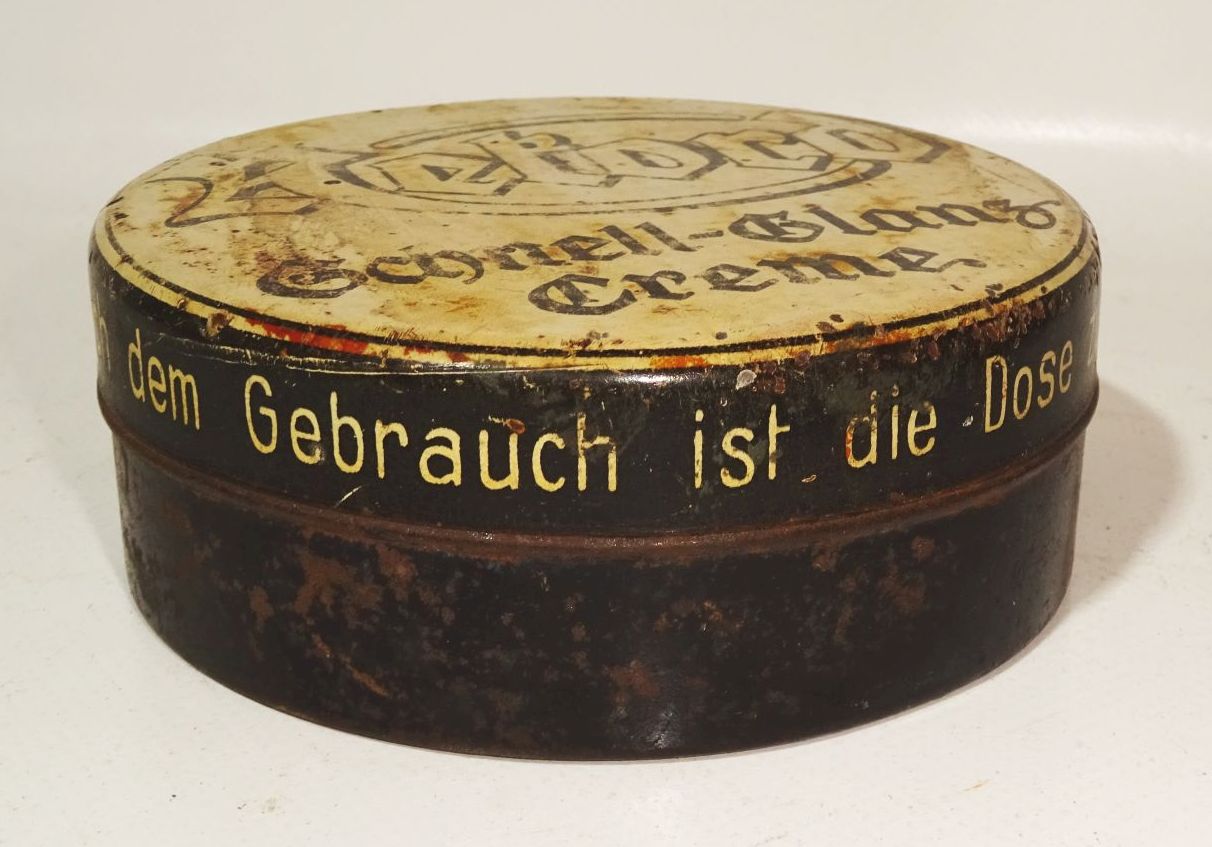 Schnell-Glanz
Creme.
dem Gebrauch ist die Dose